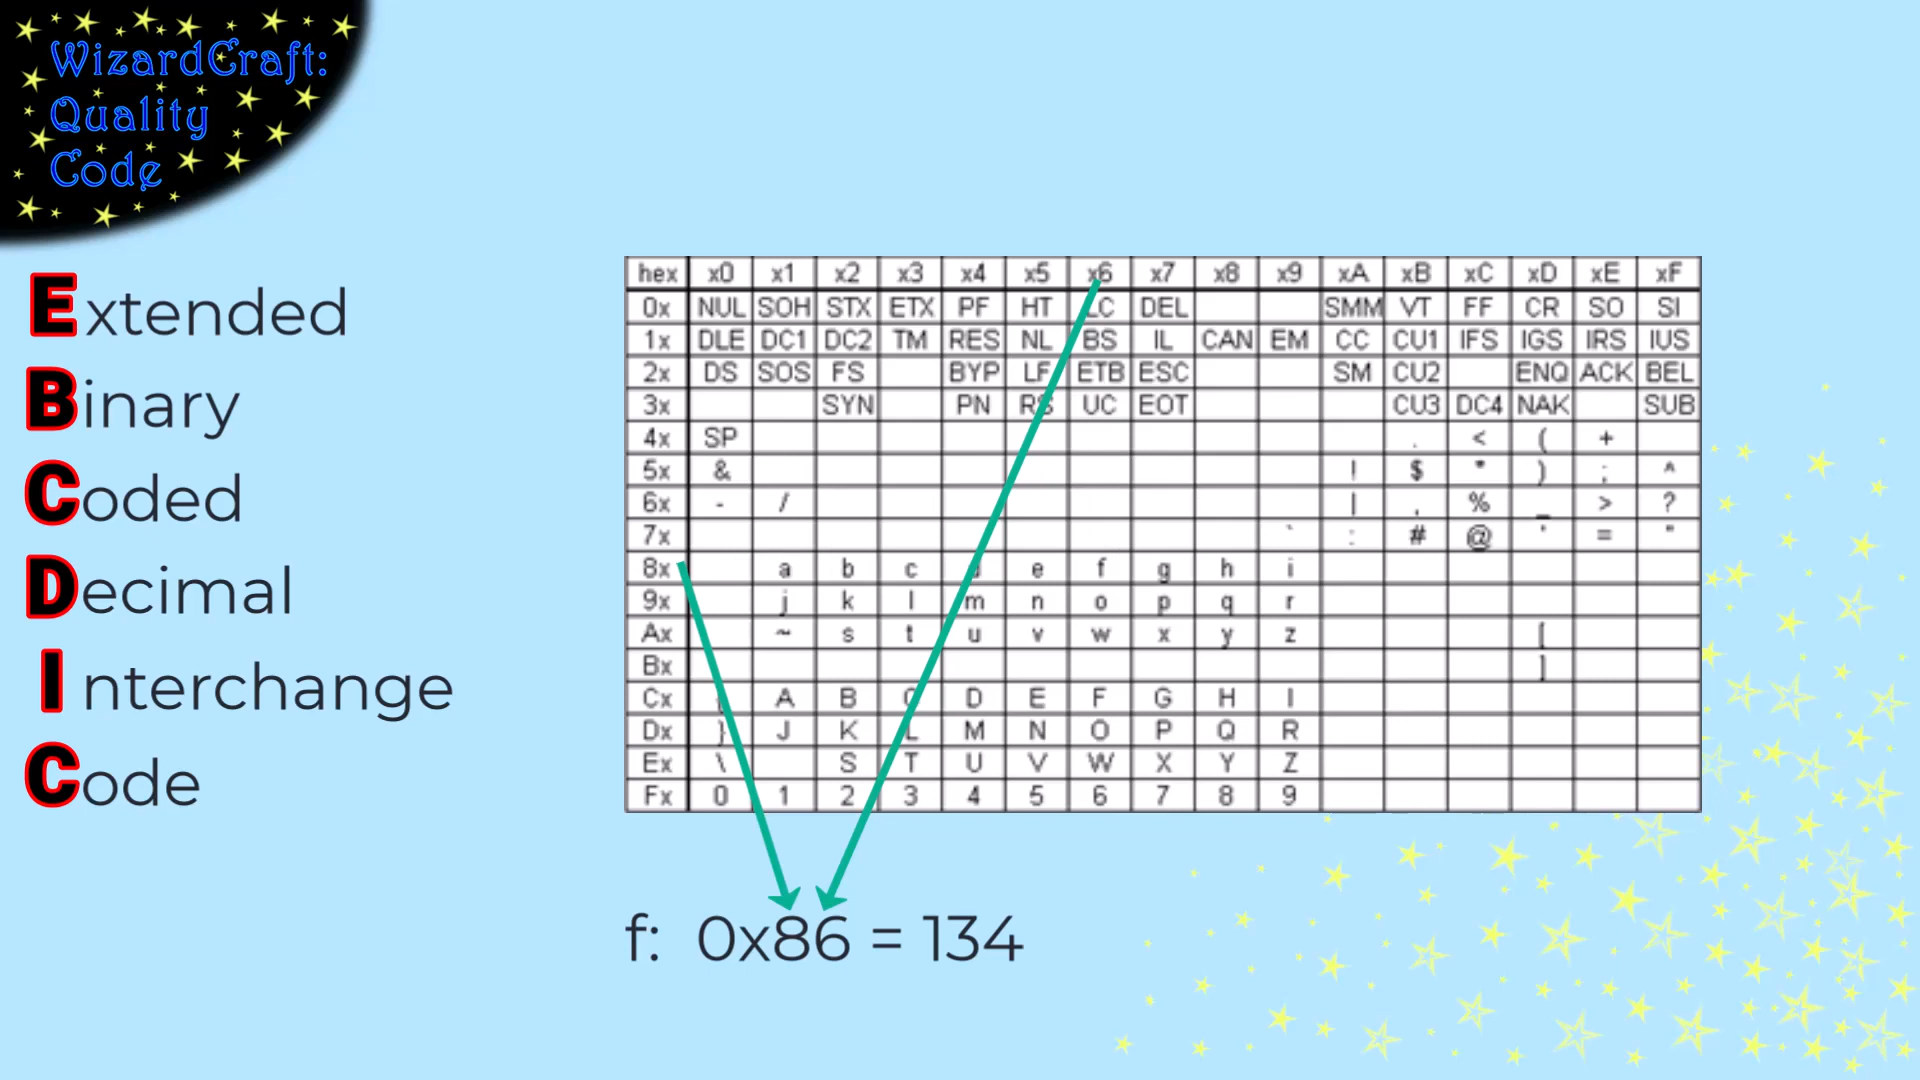 WizardCraft:
Quality
Code
Extended
Binary
Coded
Decimal
Interchange
Code
hex x0 x1 x2 x3 x4 x5 x6 x7 x8 x9 xA xB xC xD xE xF
0x NUL SOH STX ETX PF HT LC DEL SMM VT FF CR SO SI
1x DLE DC1 DC2 TM RES NL BS IL CAN EM CC CU1 IFS IGS IRS IUS
2x DS SOS FS BYP LF ETB ESC SM CU2 ENQ ACK BEL
3x SYN PN RS UC EOT CU3 DC4 NAK SUB
4x SP . < ( +
5x & ! $ * ) ; ^
6x - / | , % _ > ?
7x ` : # @ ' = "
8x a b c d e f g h i
9x j k l m n o p q r
Ax ~ s t u v w x y z [
Bx ]
Cx { A B C D E F G H I
Dx } J K L M N O P Q R
Ex \ S T U V W X Y Z
Fx 0 1 2 3 4 5 6 7 8 9
f: 0x86 = 134